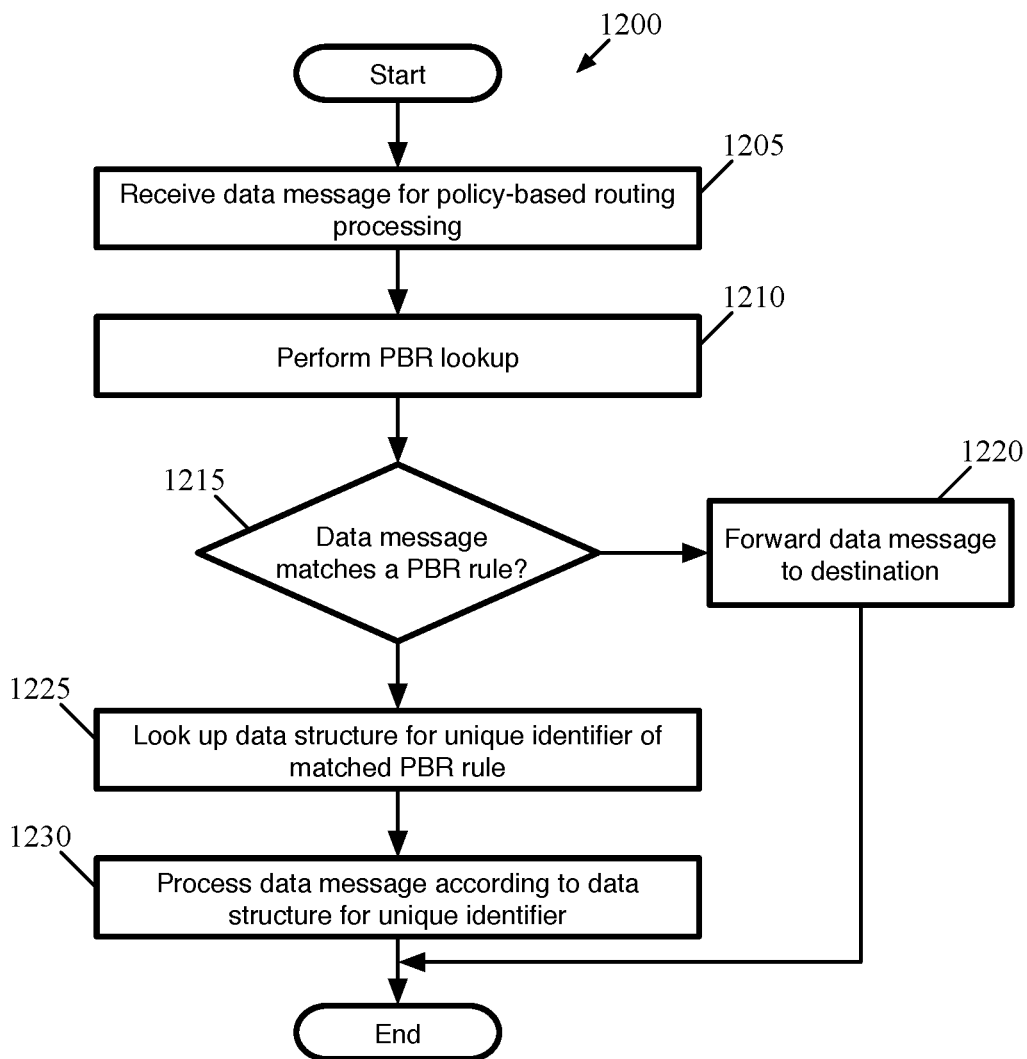 1200
Start
1205
Receive data message for policy-based routing
processing
1210
Perform PBR lookup
1215
1220
Data message
matches a PBR rule?
Forward data message
to destination
1225
Look up data structure for unique identifier of
matched PBR rule
1230
Process data message according to data
structure for unique identifier
End